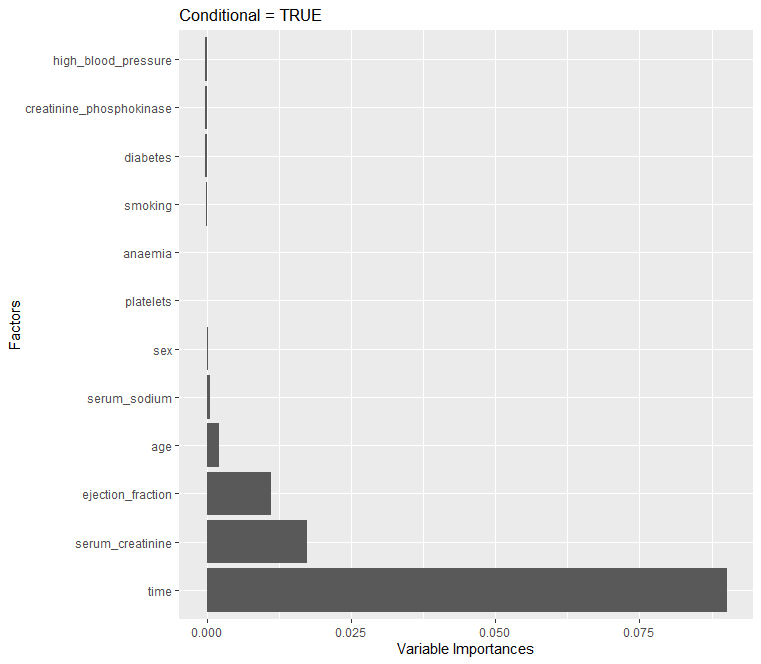 Conditional = TRUE
Factors
high_blood_pressure
creatinine_phosphokinase
diabetes
smoking
anaemia
platelets
sex
serum_sodium
age
ejection_fraction
serum_creatinine
time
0.000 0.025 0.050 0.075
Variable Importances